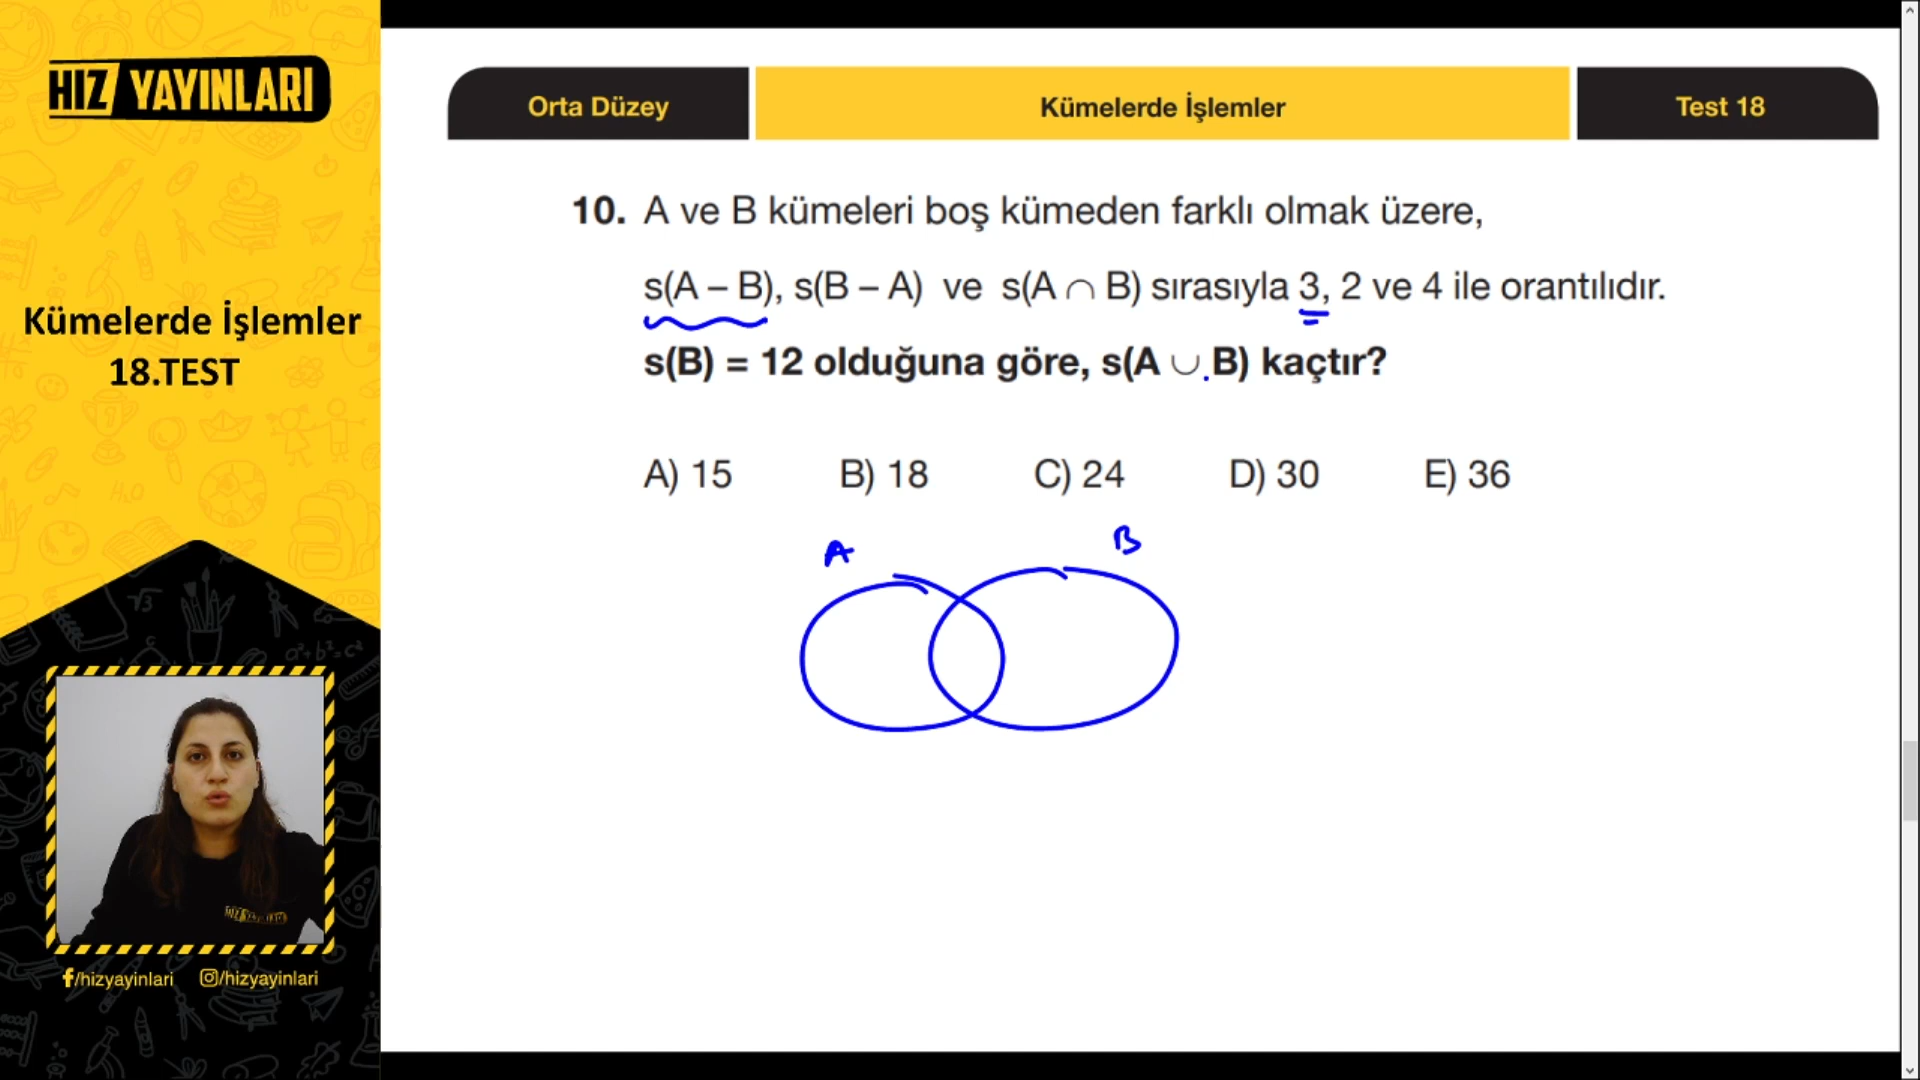 HIZ YAYINLARI
Kümelerde İşlemler
18.TEST
HIZ YAYINLARI
f/hizyayinlari /hizyayinlari
Orta Düzey Kümelerde İşlemler Test 18
10. A ve B kümeleri boş kümeden farklı olmak üzere,
s(A – B), s(B – A) ve s(A ∩ B) sırasıyla 3, 2 ve 4 ile orantılıdır.
s(B) = 12 olduğuna göre, s(A ∪ B) kaçtır?
A) 15 B) 18 C) 24 D) 30 E) 36
A B